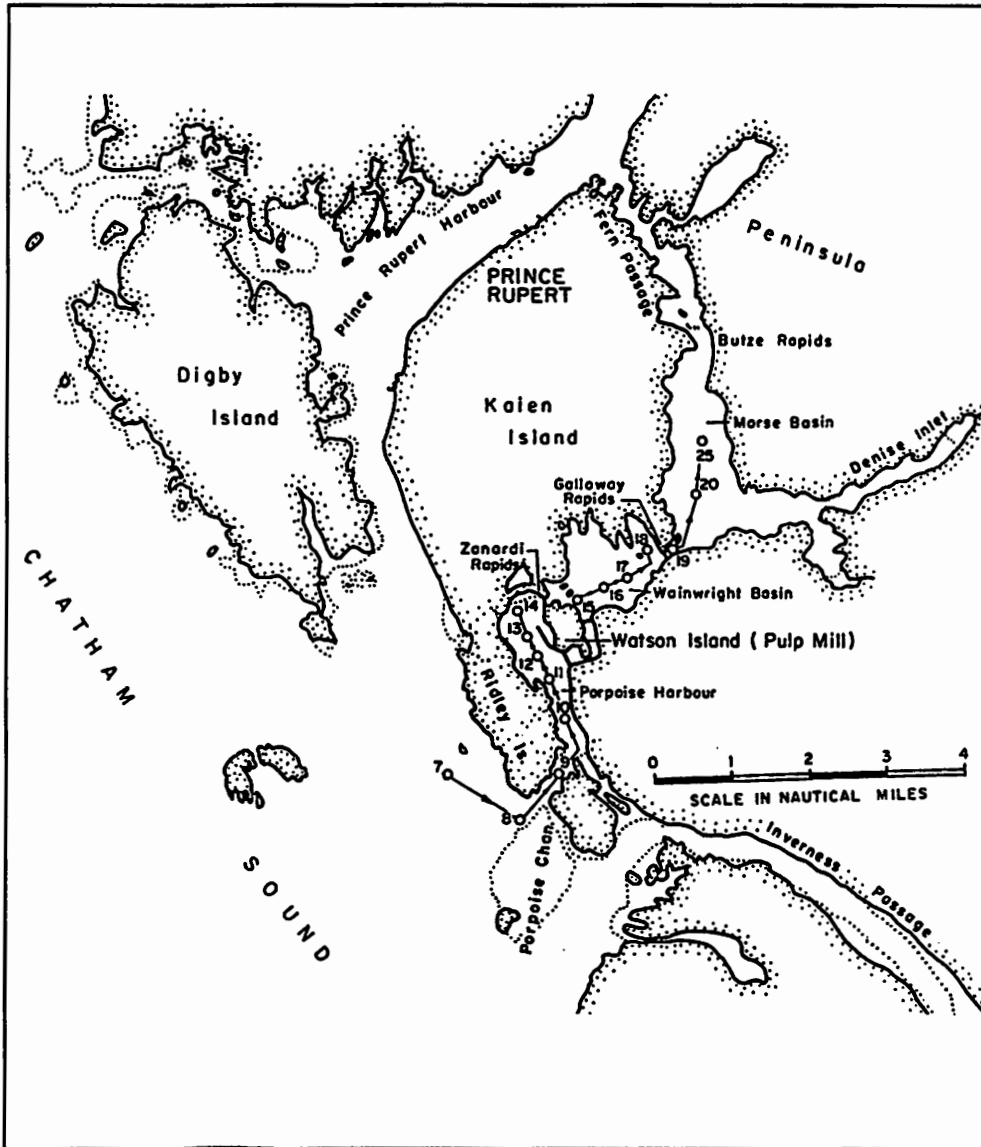 Prince Rupert Harbour
PRINCE
RUPERT
Fern Passage
Peninsula
Butze Rapids
Digby
Island
Kaien
Island
Morse Basin
25
Denise Inlet
20
Galloway
Rapids
18
19
Zanardi
Rapids
17
16
Wainwright Basin
CHATHAM
SOUND
14
15
13
Watson Island ( Pulp Mill )
12
11
Ridley Is.
Porpoise Harbour
10
7
9
8
0 1 2 3 4
SCALE IN NAUTICAL MILES
Porpoise Chan.
Inverness Passage